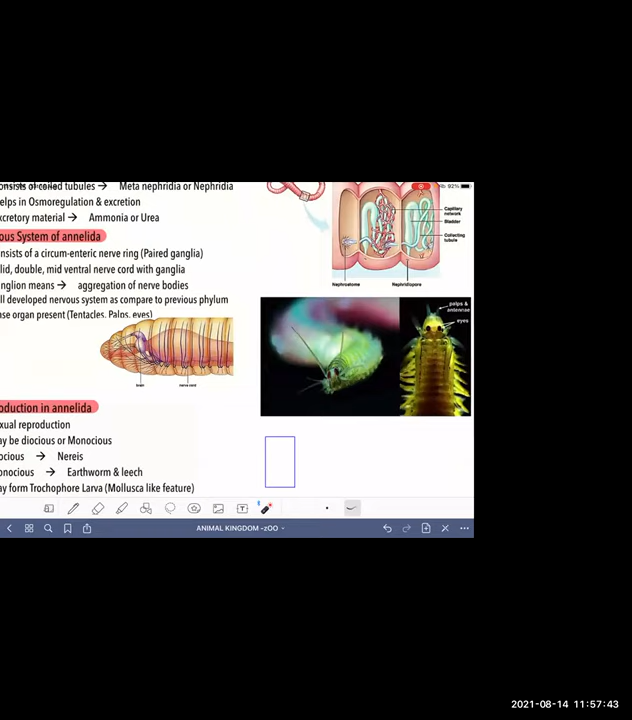 onsists of coiled tubules → Meta nephridia or Nephridia
elps in Osmoregulation & excretion
xcretory material → Ammonia or Urea
ous System of annelida
nsists of a circum-enteric nerve ring (Paired ganglia)
lid, double, mid ventral nerve cord with ganglia
nglion means → aggregation of nerve bodies
ll developed nervous system as compare to previous phylum
nse organ present (Tentacles, Palps, eyes)
brain
nerve cord
oduction in annelida
xual reproduction
ay be diocious or Monocious
ocious → Nereis
onocious → Earthworm & leech
ay form Trochophore Larva (Mollusca like feature)
92%
Capillary
network
Bladder
Collecting
tubule
Nephrostome
Nephridiopore
palps &
antennae
eyes
ANIMAL KINGDOM -zOO
2021-08-14 11:57:43